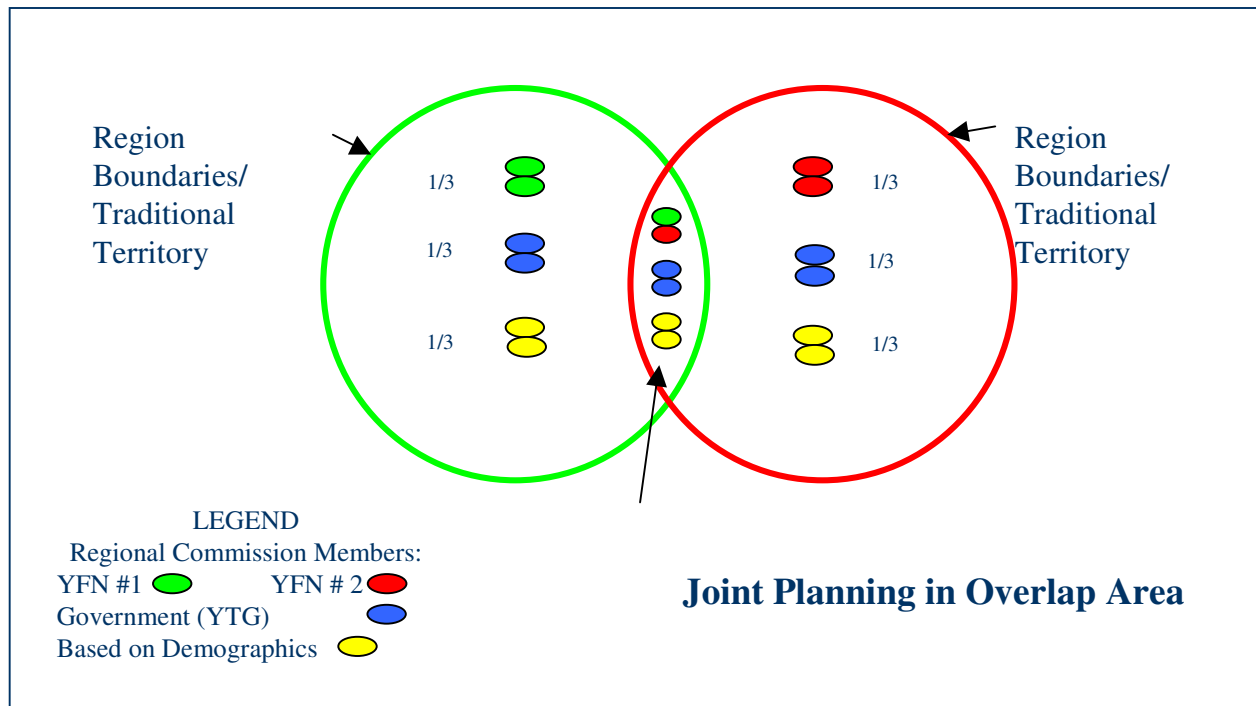 Region
Boundaries/
Traditional
Territory
1/3
1/3
1/3
1/3
1/3
1/3
Region
Boundaries/
Traditional
Territory
LEGEND
Regional Commission Members:
YFN #1 YFN # 2
Government (YTG)
Based on Demographics
Joint Planning in Overlap Area